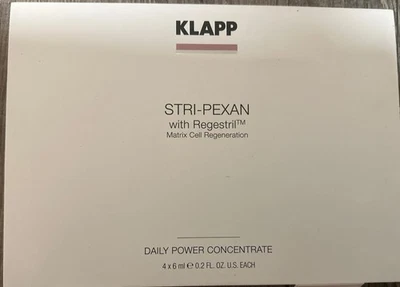 KLAPP
STRI-PEXAN
with Regestril™
Matrix Cell Regeneration
DAILY POWER CONCENTRATE
4 x 6 ml ℮ 0.2 FL. OZ. U.S. EACH